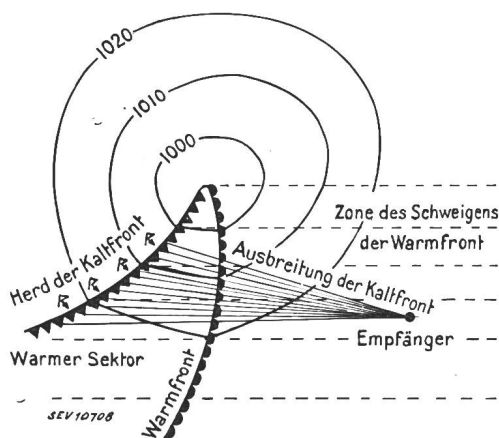 1020
1010
1000
Zone des Schweigens
der Warmfront
Herd der Kaltfront
Ausbreitung der Kaltfront
Empfänger
Warmer Sektor
Warmfront
SEV10708